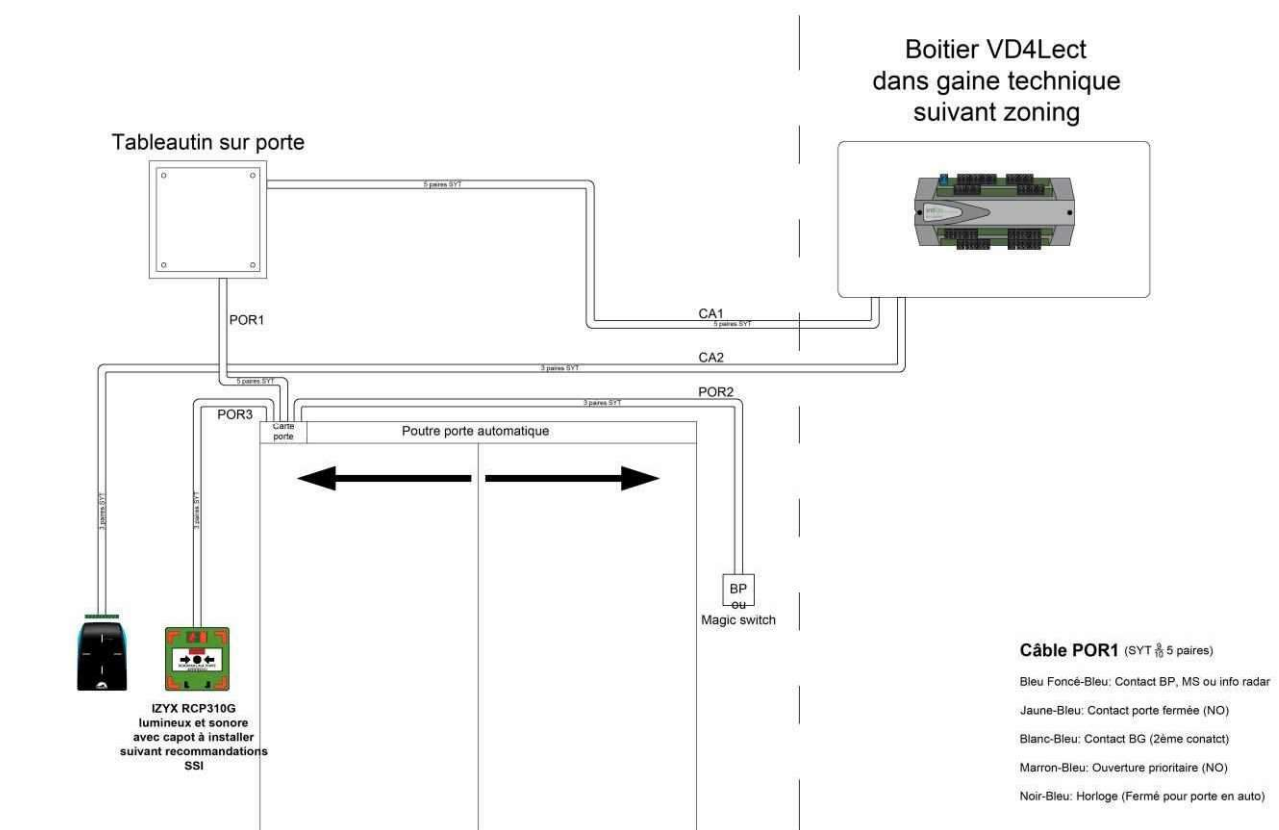 Boitier VD4Lect
dans gaine technique
suivant zoning
Tableautin sur porte
5 paires SYT
POR1
CA1
5 paires SYT
CA2
3 paires SYT
5 paires SYT
POR2
3 paires SYT
POR3
Carte
porte
Poutre porte automatique
3 paires SYT
3 paires SYT
BP
ou
Magic switch
IZYX RCP310G
lumineux et sonore
avec capot à installer
suivant recommandations
SSI
Câble POR1 (SYT 9/10 5 paires)
Bleu Foncé-Bleu: Contact BP, MS ou info radar
Jaune-Bleu: Contact porte fermée (NO)
Blanc-Bleu: Contact BG (2ème conatct)
Marron-Bleu: Ouverture prioritaire (NO)
Noir-Bleu: Horloge (Fermé pour porte en auto)